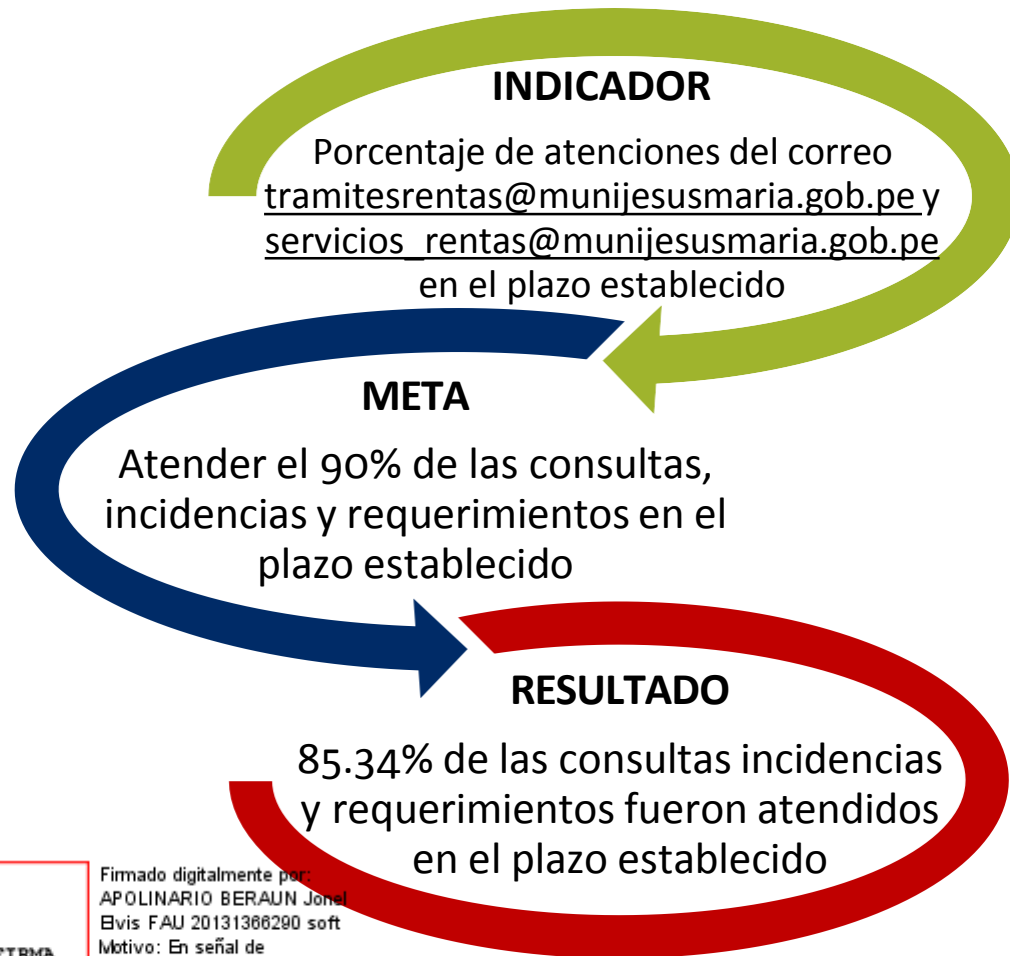 INDICADOR
Porcentaje de atenciones del correo
tramitesrentas@munijesusmaria.gob.pe y
servicios_rentas@munijesusmaria.gob.pe
en el plazo establecido
META
Atender el 90% de las consultas,
incidencias y requerimientos en el
plazo establecido
RESULTADO
85.34% de las consultas incidencias
y requerimientos fueron atendidos
en el plazo establecido
Firmado digitalmente por:
APOLINARIO BERAUN Jonel
Elvis FAU 20131366290 soft
Motivo: En señal de